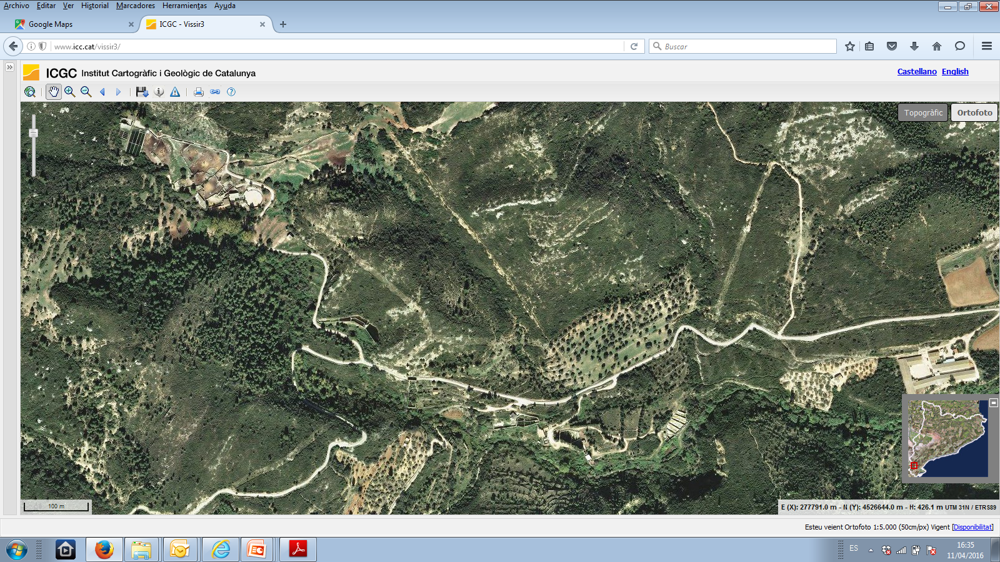 Archivo Editar Ver Historial Marcadores Herramientas Ayuda
Google Maps ICGC - Vissir3
www.icc.cat/vissir3/ Buscar
ICGC Institut Cartogràfic i Geològic de Catalunya
Castellano English
Topogràfic Ortofoto
100 m
E (X): 277791.0 m - N (Y): 4526644.0 m - H: 426.1 m UTM 31N / ETRS89
Esteu veient Ortofoto 1:5.000 (50cm/px) Vigent [Disponibilitat]
ES
16:35
11/04/2016